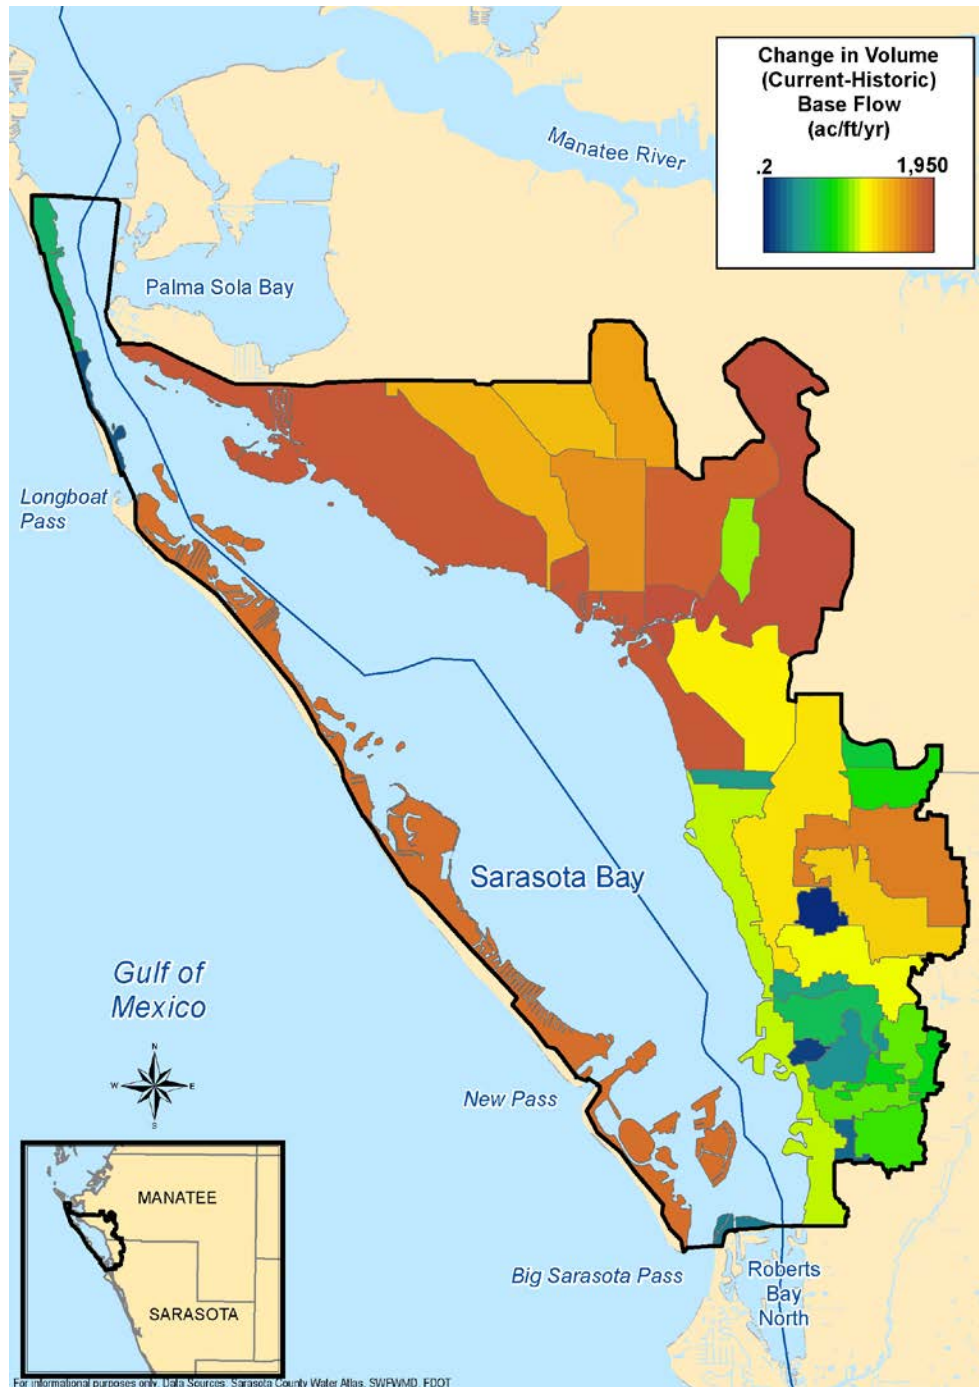 Change in Volume
(Current-Historic)
Base Flow
(ac/ft/yr)
.2 1,950
Manatee River
Palma Sola Bay
Longboat
Pass
Sarasota Bay
Gulf of
Mexico
N
W E
S
New Pass
MANATEE
SARASOTA
Big Sarasota Pass
Roberts
Bay
North
For informational purposes only. Data Sources: Sarasota County Water Atlas, SWFWMD, FDOT